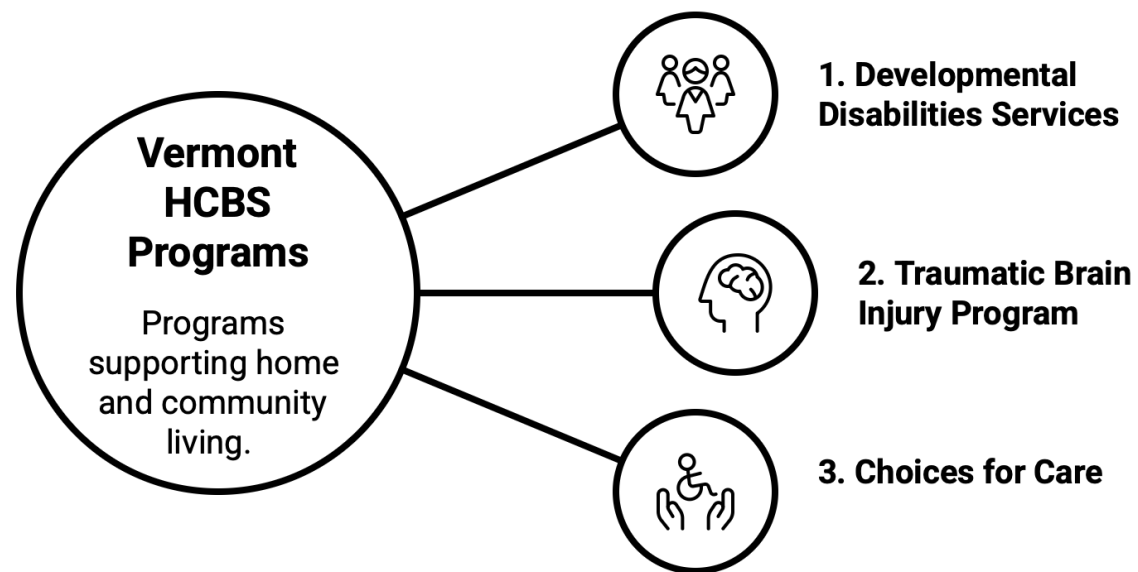 Vermont
HCBS
Programs
Programs
supporting home
and community
living.
1. Developmental
Disabilities Services
2. Traumatic Brain
Injury Program
3. Choices for Care